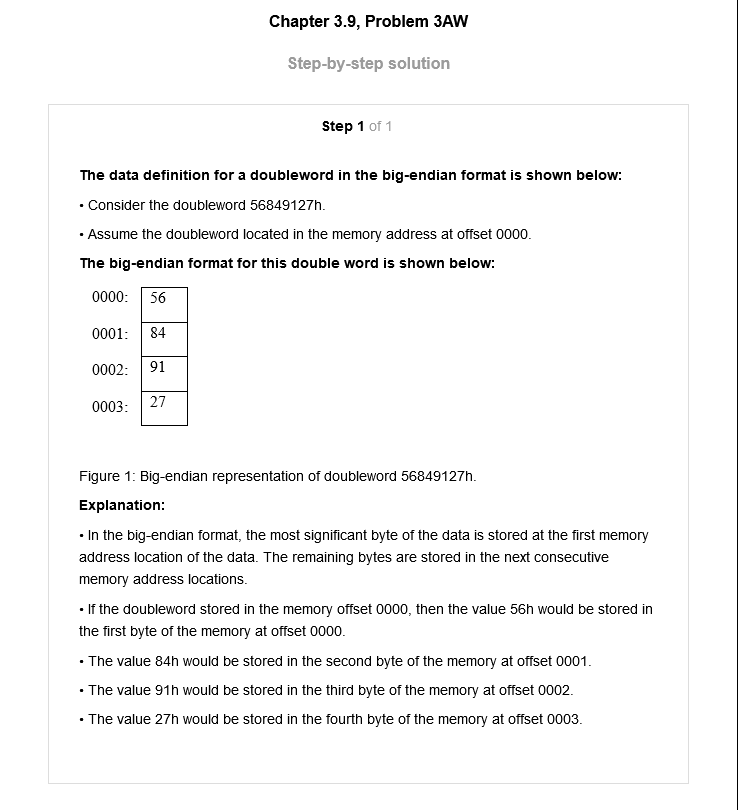 Chapter 3.9, Problem 3AW
Step-by-step solution
Step 1 of 1
The data definition for a doubleword in the big-endian format is shown below:
• Consider the doubleword 56849127h.
• Assume the doubleword located in the memory address at offset 0000.
The big-endian format for this double word is shown below:
0000: 56
0001: 84
0002: 91
0003: 27
Figure 1: Big-endian representation of doubleword 56849127h.
Explanation:
• In the big-endian format, the most significant byte of the data is stored at the first memory
address location of the data. The remaining bytes are stored in the next consecutive
memory address locations.
• If the doubleword stored in the memory offset 0000, then the value 56h would be stored in
the first byte of the memory at offset 0000.
• The value 84h would be stored in the second byte of the memory at offset 0001.
• The value 91h would be stored in the third byte of the memory at offset 0002.
• The value 27h would be stored in the fourth byte of the memory at offset 0003.